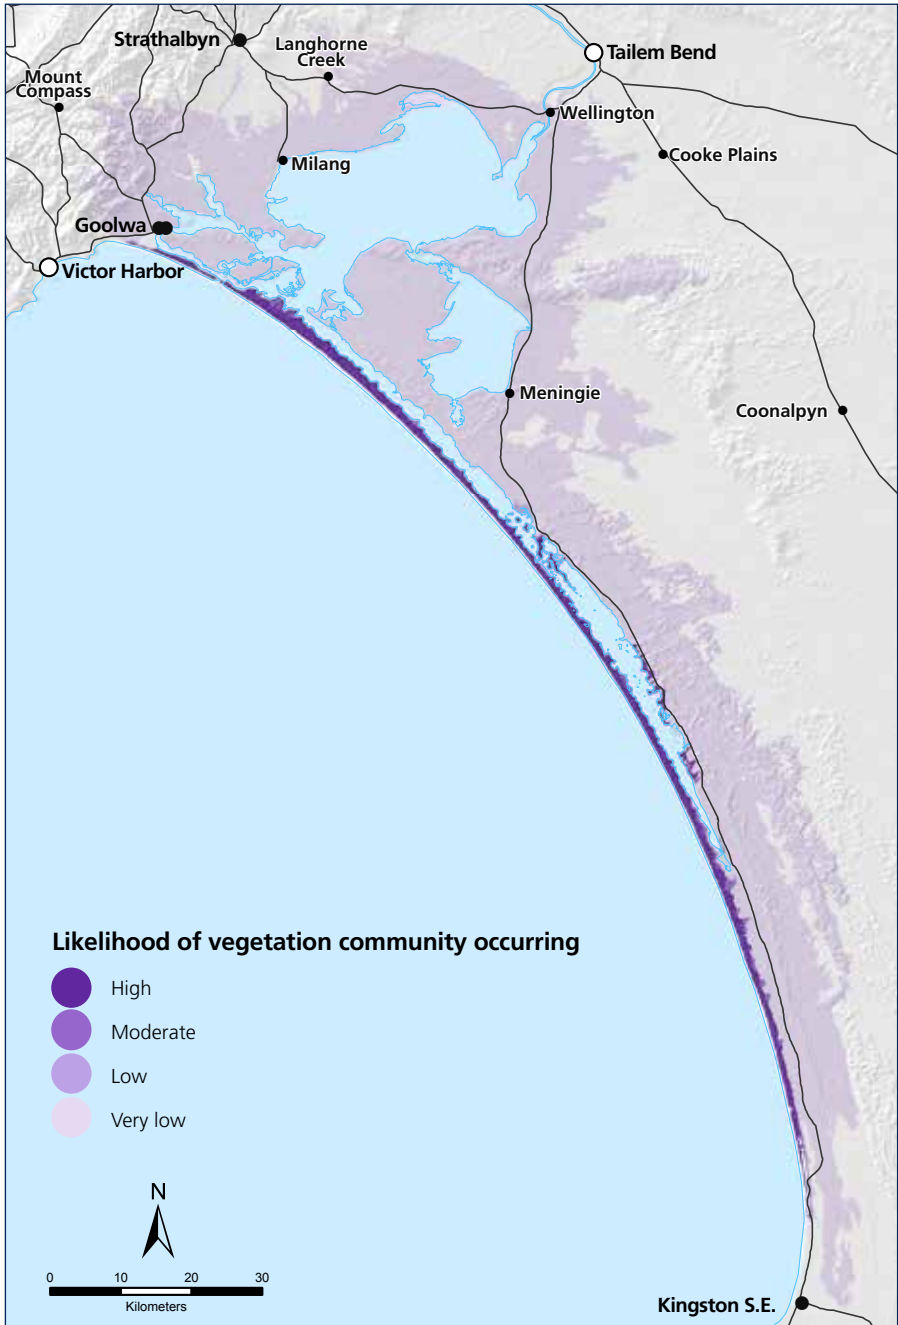 Strathalbyn
Langhorne
Creek
Tailem Bend
Mount
Compass
Wellington
Cooke Plains
Milang
Goolwa
Victor Harbor
Meningie
Coonalpyn
Likelihood of vegetation community occurring
High
Moderate
Low
Very low
N
0 10 20 30
Kilometers
Kingston S.E.